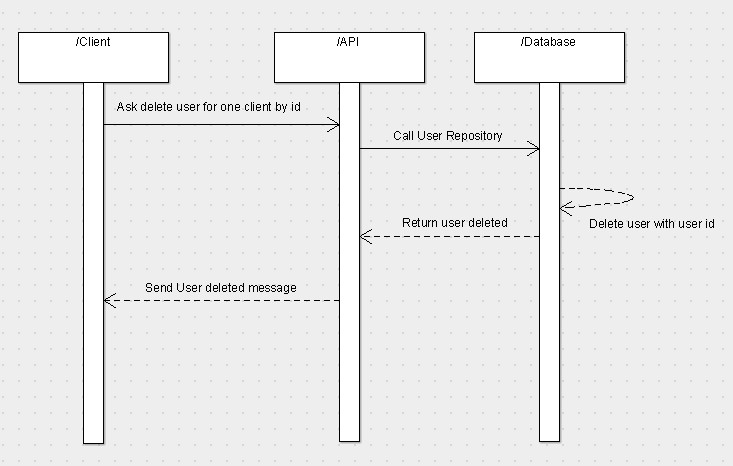 /Client
/API
/Database
Ask delete user for one client by id
Call User Repository
Delete user with user id
Return user deleted
Send User deleted message